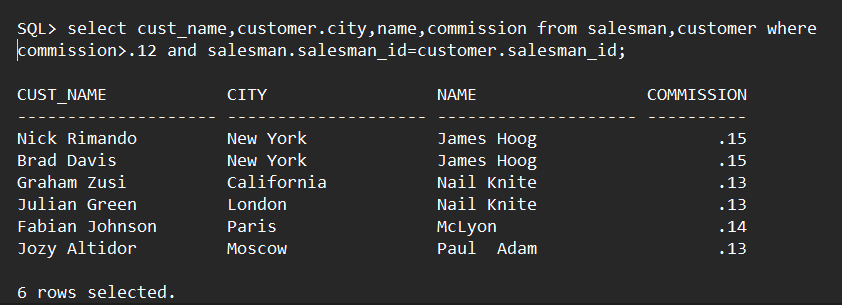 SQL> select cust_name,customer.city,name,commission from salesman,customer where
commission>.12 and salesman.salesman_id=customer.salesman_id;
CUST_NAME            CITY                 NAME                 COMMISSION
-------------------- -------------------- -------------------- ----------
Nick Rimando         New York             James Hoog                  .15
Brad Davis           New York             James Hoog                  .15
Graham Zusi          California           Nail Knite                  .13
Julian Green         London               Nail Knite                  .13
Fabian Johnson       Paris                McLyon                      .14
Jozy Altidor         Moscow               Paul  Adam                  .13
6 rows selected.